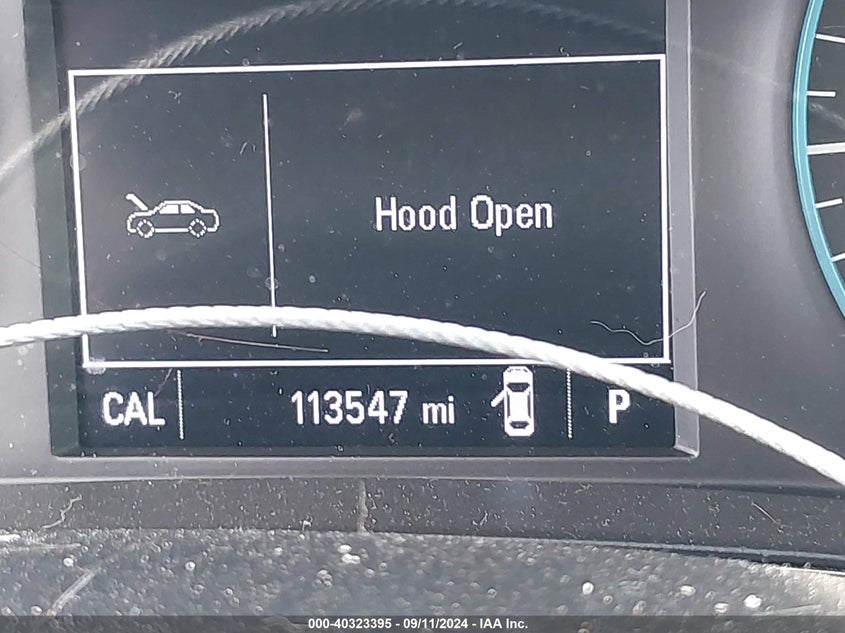 Hood Open
CAL 113547 mi P
000-40323395 - 09/11/2024 - IAA Inc.